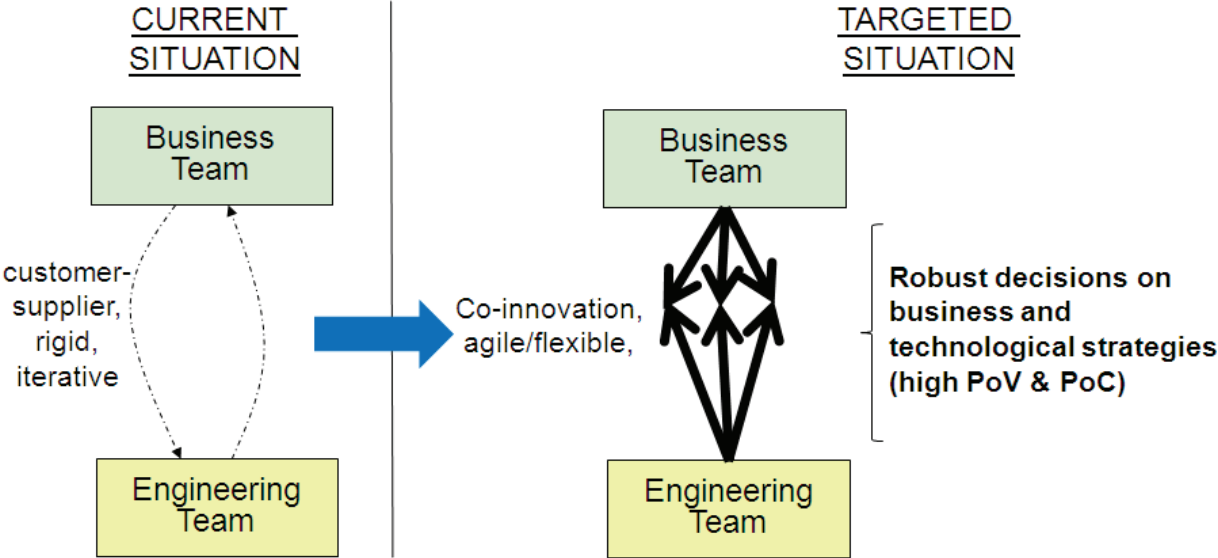 CURRENT
SITUATION
Business
Team
customer-
supplier,
rigid,
iterative
Engineering
Team
TARGETED
SITUATION
Business
Team
Co-innovation,
agile/flexible,
Robust decisions on
business and
technological strategies
(high PoV & PoC)
Engineering
Team